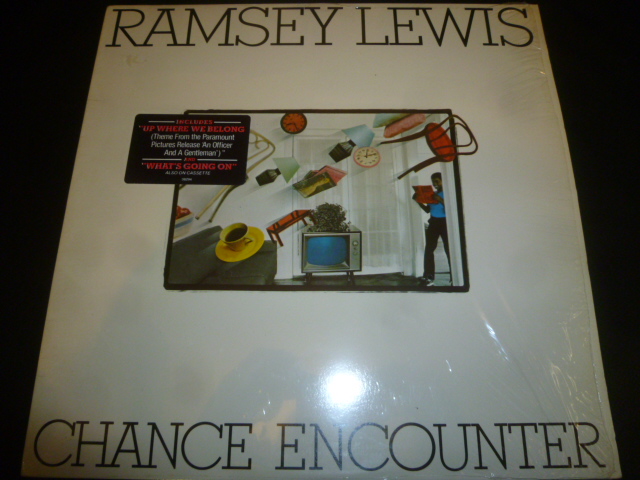 RAMSEY LEWIS
INCLUDES
"UP WHERE WE BELONG
(Theme From the Paramount
Pictures Release An Officer
And A Gentleman)"
AND
"WHAT'S GOING ON"
ALSO ON CASSETTE
CHANCE ENCOUNTER